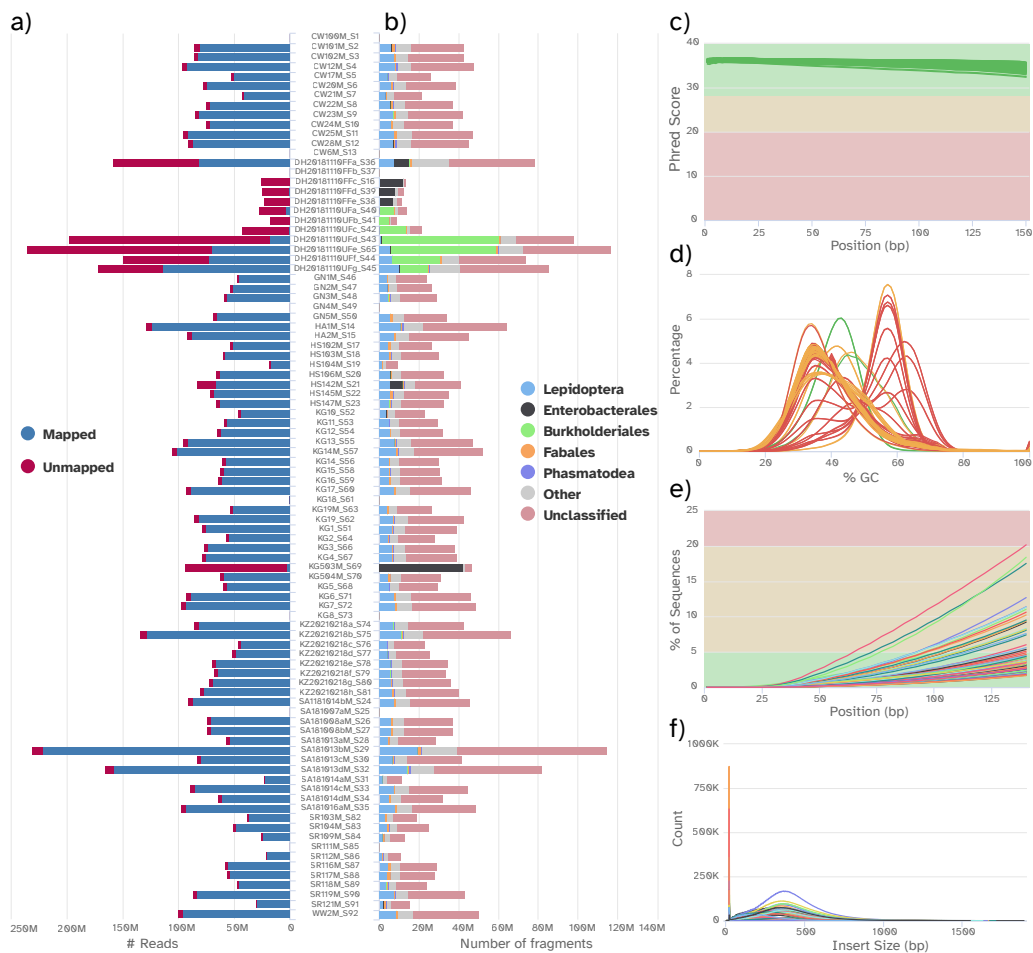 a)
b)
CW100M_S1
CW101M_S2
CW102M_S3
CW12M_S4
CW17M_S5
CW20M_S6
CW21M_S7
CW22M_S8
CW23M_S9
CW24M_S10
CW25M_S11
CW28M_S12
CW6M_S13
DH20181110FFa_S36
DH20181110FFb_S37
DH20181110FFc_S16
DH20181110FFd_S39
DH20181110FFe_S38
DH20181110UFa_S40
DH20181110UFb_S41
DH20181110UFc_S42
DH20181110UFd_S43
DH20181110UFe_S65
DH20181110UFf_S44
DH20181110UFg_S45
GN1M_S46
GN2M_S47
GN3M_S48
GN4M_S49
GN5M_S50
HA1M_S14
HA2M_S15
HS102M_S17
HS103M_S18
HS104M_S19
HS106M_S20
HS142M_S21
HS145M_S22
HS147M_S23
KG10_S52
KG11_S53
KG12_S54
KG13_S55
KG14M_S57
KG14_S56
KG15_S58
KG16_S59
KG17_S60
KG18_S61
KG19M_S63
KG19_S62
KG1_S51
KG2_S64
KG3_S66
KG4_S67
KG503M_S69
KG504M_S70
KG5_S68
KG6_S71
KG7_S72
KG8_S73
KZ20210218a_S74
KZ20210218b_S75
KZ20210218c_S76
KZ20210218d_S77
KZ20210218e_S78
KZ20210218f_S79
KZ20210218g_S80
KZ20210218h_S81
SA1181014bM_S24
SA181007aM_S25
SA181008aM_S26
SA181008bM_S27
SA181013aM_S28
SA181013bM_S29
SA181013cM_S30
SA181013dM_S32
SA181014aM_S31
SA181014cM_S33
SA181014dM_S34
SA181016aM_S35
SR103M_S82
SR104M_S83
SR109M_S84
SR111M_S85
SR112M_S86
SR116M_S87
SR117M_S88
SR118M_S89
SR119M_S90
SR121M_S91
WW2M_S92
Mapped
Unmapped
250M 200M 150M 100M 50M 0
# Reads
Lepidoptera
Enterobacterales
Burkholderiales
Fabales
Phasmatodea
Other
Unclassified
0 20M 40M 60M 80M 100M 120M 140M
Number of fragments
c)
40
30
20
10
0
Phred Score
0 50 100 150
Position (bp)
d)
8
6
4
2
0
Percentage
0 20 40 60 80 100
% GC
e)
25
20
15
10
5
0
% of Sequences
0 25 50 75 100 125
Position (bp)
f)
1000K
750K
500K
250K
0
Count
0 500 1000 1500
Insert Size (bp)